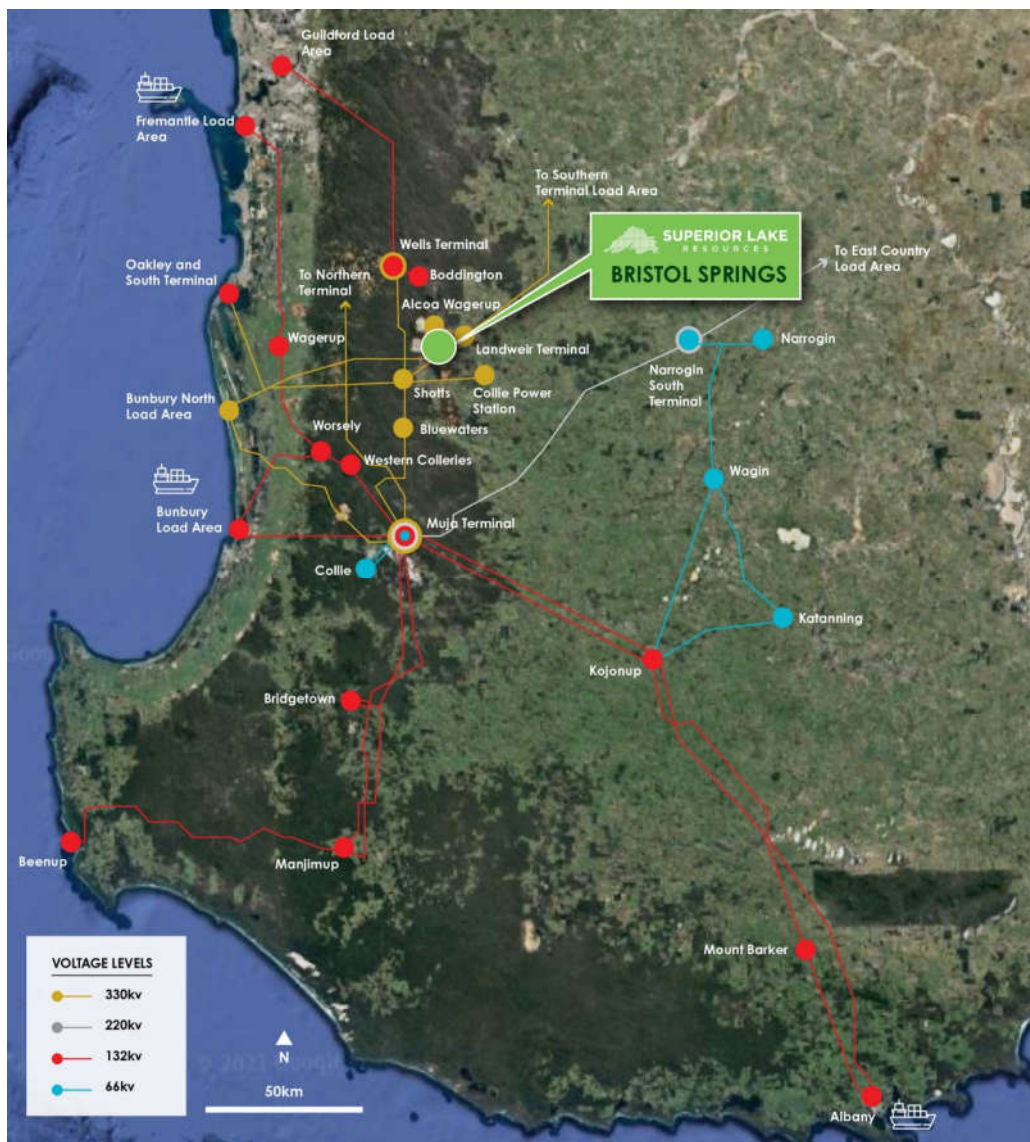 Guildford Load
Area
Fremantle Load
Area
To Southern
Terminal Load Area
SUPERIOR LAKE
RESOURCES
BRISTOL SPRINGS
Wells Terminal
To East Country
Load Area
Oakley and
South Terminal
To Northern
Terminal
Boddington
Alcoa Wagerup
Wagerup
Landweir Terminal
Narrogin
Narrogin
South
Terminal
Shotts
Collie Power
Station
Bunbury North
Load Area
Bluewaters
Worsely
Western Colleries
Wagin
Bunbury
Load Area
Muja Terminal
Collie
Katanning
Kojonup
Bridgetown
Beenup
Manjimup
Mount Barker
Albany
VOLTAGE LEVELS
330kv
220kv
132kv
66kv
N
50km